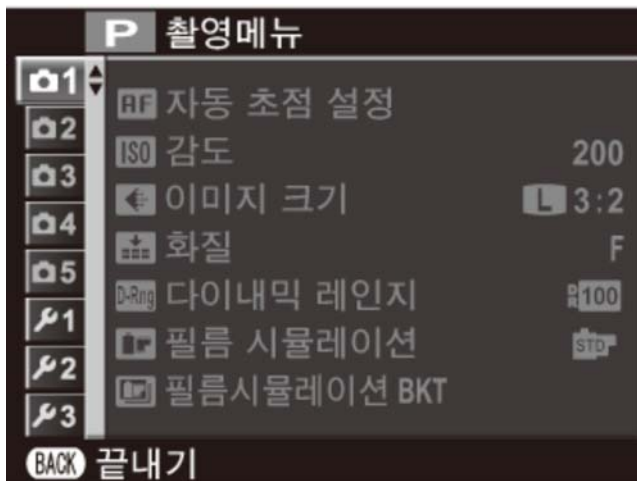 P 촬영메뉴
1
AF 자동 초점 설정
2
ISO 감도 200
3
이미지 크기 L 3:2
4
화질 F
5
D-Rng 다이내믹 레인지 DR100
1
필름 시뮬레이션 STD
2
필름시뮬레이션 BKT
3
BACK 끝내기